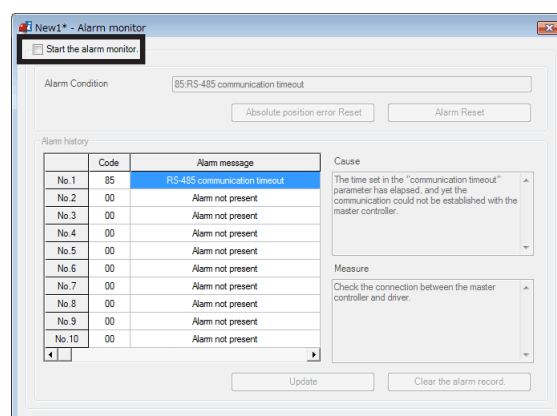 New1* - Alarm monitor
Start the alarm monitor.
Alarm Condition
85:RS-485 communication timeout
Absolute position error Reset
Alarm Reset
Alarm history
Code Alarm message
No.1 85 RS-485 communication timeout
No.2 00 Alarm not present
No.3 00 Alarm not present
No.4 00 Alarm not present
No.5 00 Alarm not present
No.6 00 Alarm not present
No.7 00 Alarm not present
No.8 00 Alarm not present
No.9 00 Alarm not present
No.10 00 Alarm not present
Cause
The time set in the "communication timeout"
parameter has elapsed, and yet the
communication could not be established with the
master controller.
Measure
Check the connection between the master
controller and driver.
Update
Clear the alarm record.